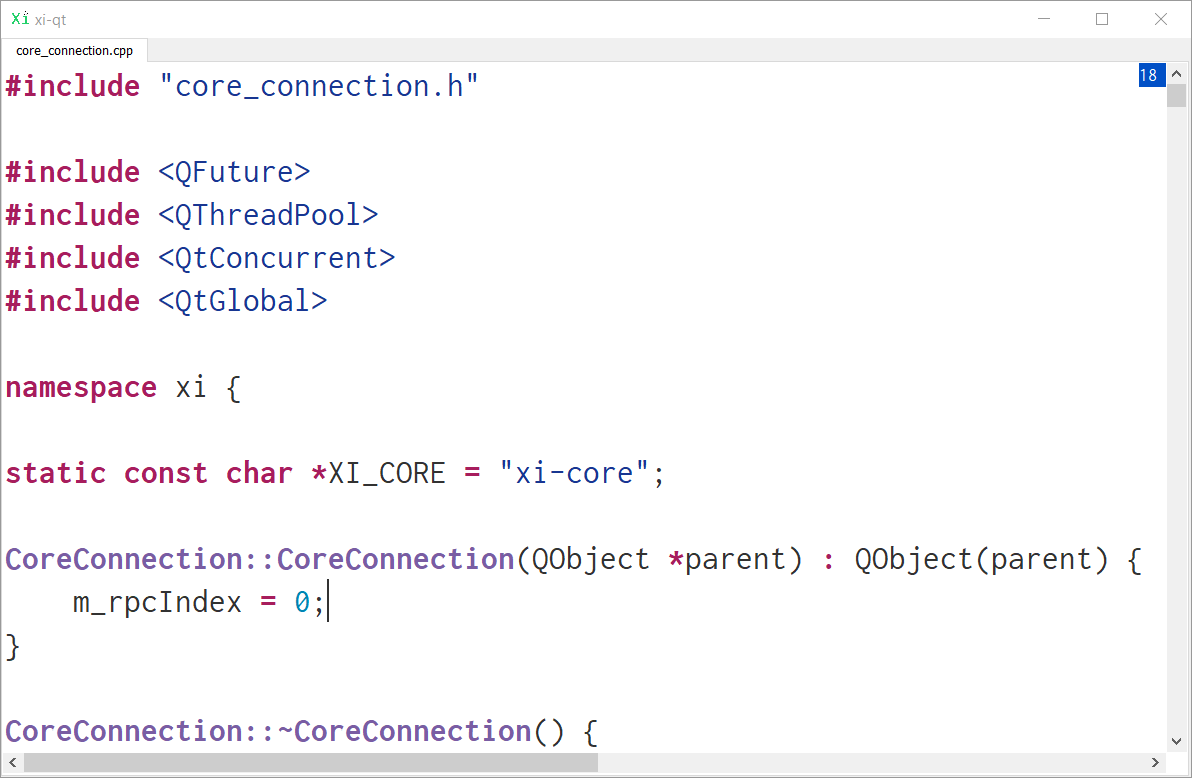 Xi xi-qt
core_connection.cpp
#include "core_connection.h"
18
#include <QFuture>
#include <QThreadPool>
#include <QtConcurrent>
#include <QtGlobal>
namespace xi {
static const char *XI_CORE = "xi-core";
CoreConnection::CoreConnection(QObject *parent) : QObject(parent) {
    m_rpcIndex = 0;
}
CoreConnection::~CoreConnection() {